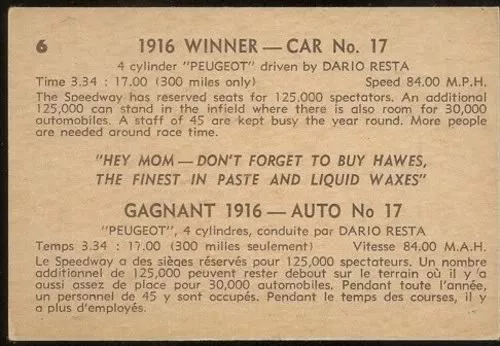 6
1916 WINNER — CAR No. 17
4 cylinder "PEUGEOT" driven by DARIO RESTA
Time 3.34 : 17.00 (300 miles only) Speed 84.00 M.P.H.
The Speedway has reserved seats for 125,000 spectators. An additional
125,000 can stand in the infield where there is also room for 30,000
automobiles. A staff of 45 are kept busy the year round. More people
are needed around race time.
"HEY MOM — DON'T FORGET TO BUY HAWES,
THE FINEST IN PASTE AND LIQUID WAXES"
GAGNANT 1916 — AUTO No 17
"PEUGEOT", 4 cylindres, conduite par DARIO RESTA
Temps 3.34 : 17.00 (300 miles seulement) Vitesse 84.00 M.A.H.
Le Speedway a des sièges réservés pour 125,000 spectateurs. Un nombre
additionnel de 125,000 peuvent rester debout sur le terrain où il y'a
aussi assez de place pour 30,000 automobiles. Pendant toute l'année,
un personnel de 45 y sont occupés. Pendant le temps des courses, il y
a plus d'employés.